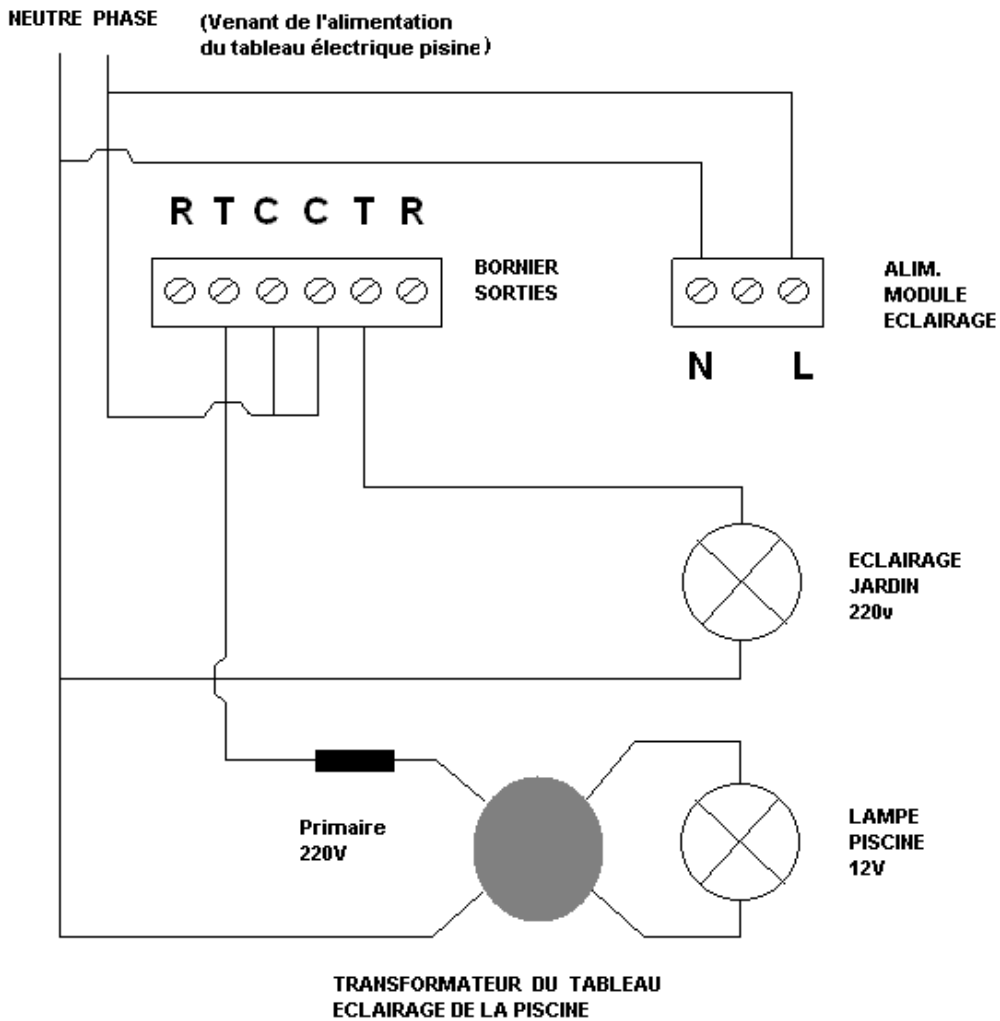 NEUTRE PHASE
(Venant de l'alimentation
du tableau électrique pisine)
R T C C T R
BORNIER
SORTIES
ALIM.
MODULE
ECLAIRAGE
N L
ECLAIRAGE
JARDIN
220v
Primaire
220V
LAMPE
PISCINE
12V
TRANSFORMATEUR DU TABLEAU
ECLAIRAGE DE LA PISCINE